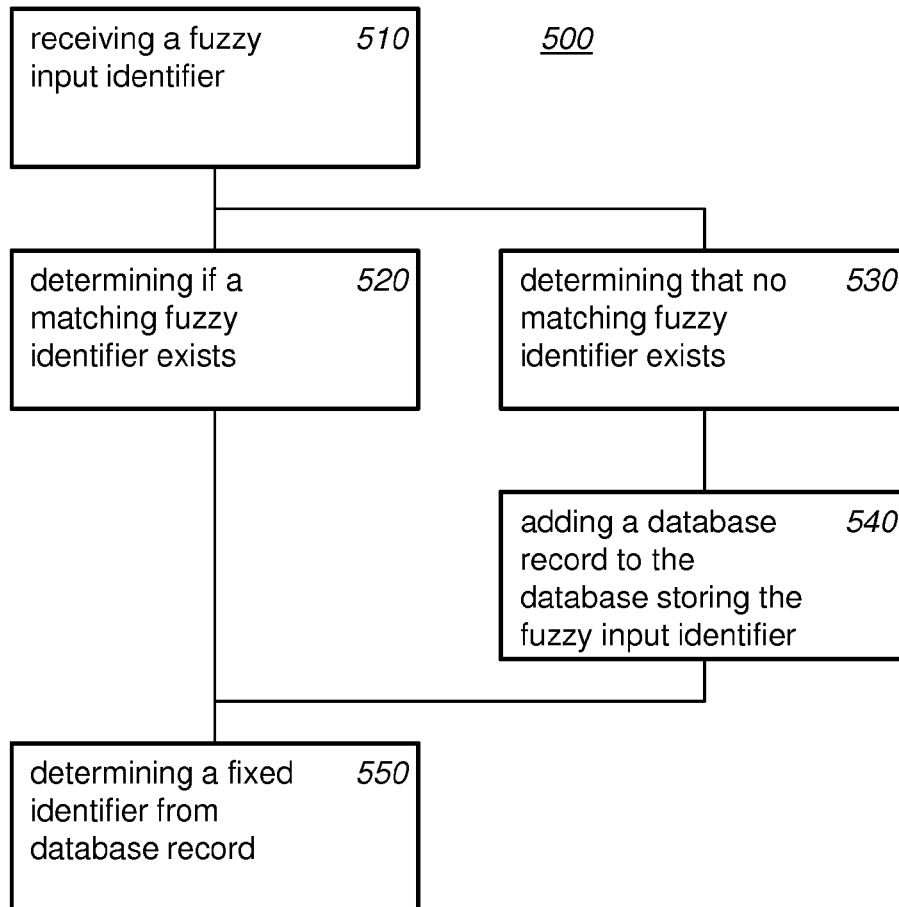 receiving a fuzzy 510
input identifier
500
determining if a 520
matching fuzzy
identifier exists
determining that no 530
matching fuzzy
identifier exists
adding a database 540
record to the
database storing the
fuzzy input identifier
determining a fixed 550
identifier from
database record